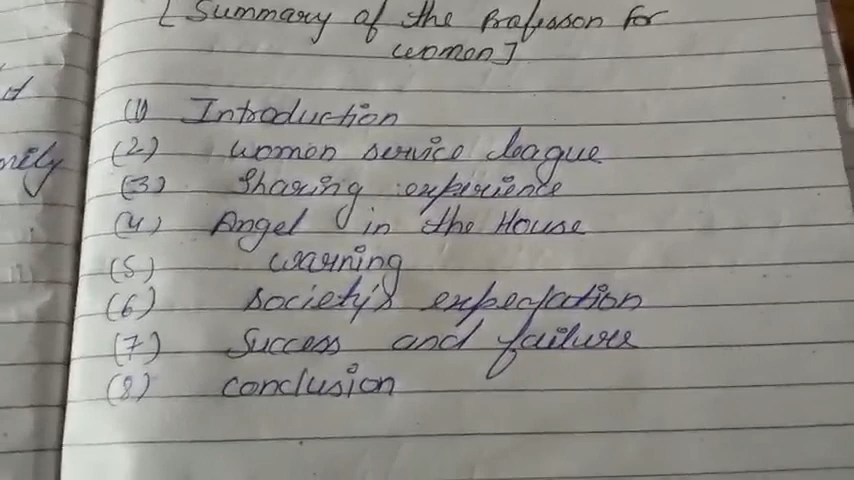 [Summary of the Profession for
women]
(1) Introduction
(2) women service league
(3) Sharing experience
(4) Angel in the House
(5) warning
(6) society's expectation
(7) Success and failure
(8) conclusion